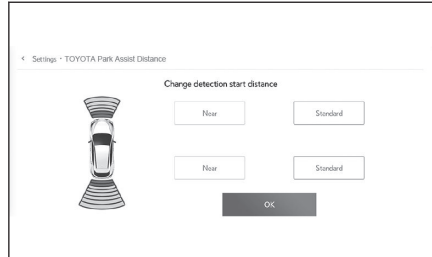 Settings · TOYOTA Park Assist Distance
Change detection start distance
Near Standard
Near Standard
OK